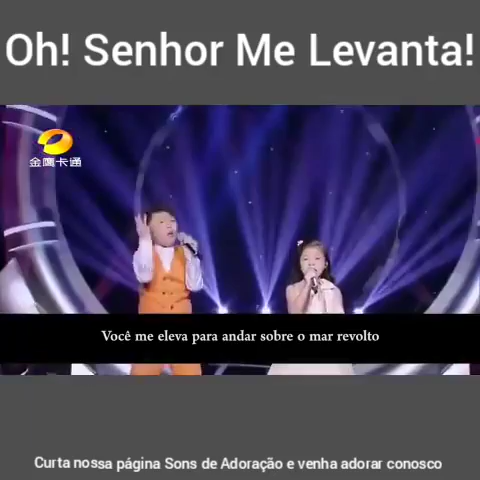 Oh! Senhor Me Levanta!
金鹰卡通
Você me eleva para andar sobre o mar revolto
Curta nossa página Sons de Adoração e venha adorar conosco